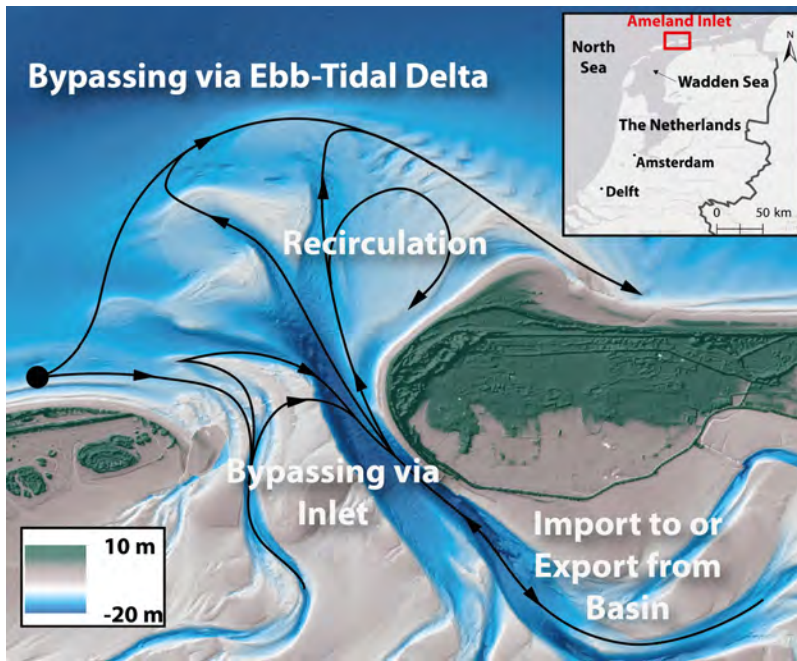 Bypassing via Ebb-Tidal Delta
Recirculation
Bypassing via
Inlet
Import to or
Export from
Basin
10 m
-20 m
Ameland Inlet
N
North
Sea
Wadden Sea
The Netherlands
Amsterdam
Delft
0 50 km